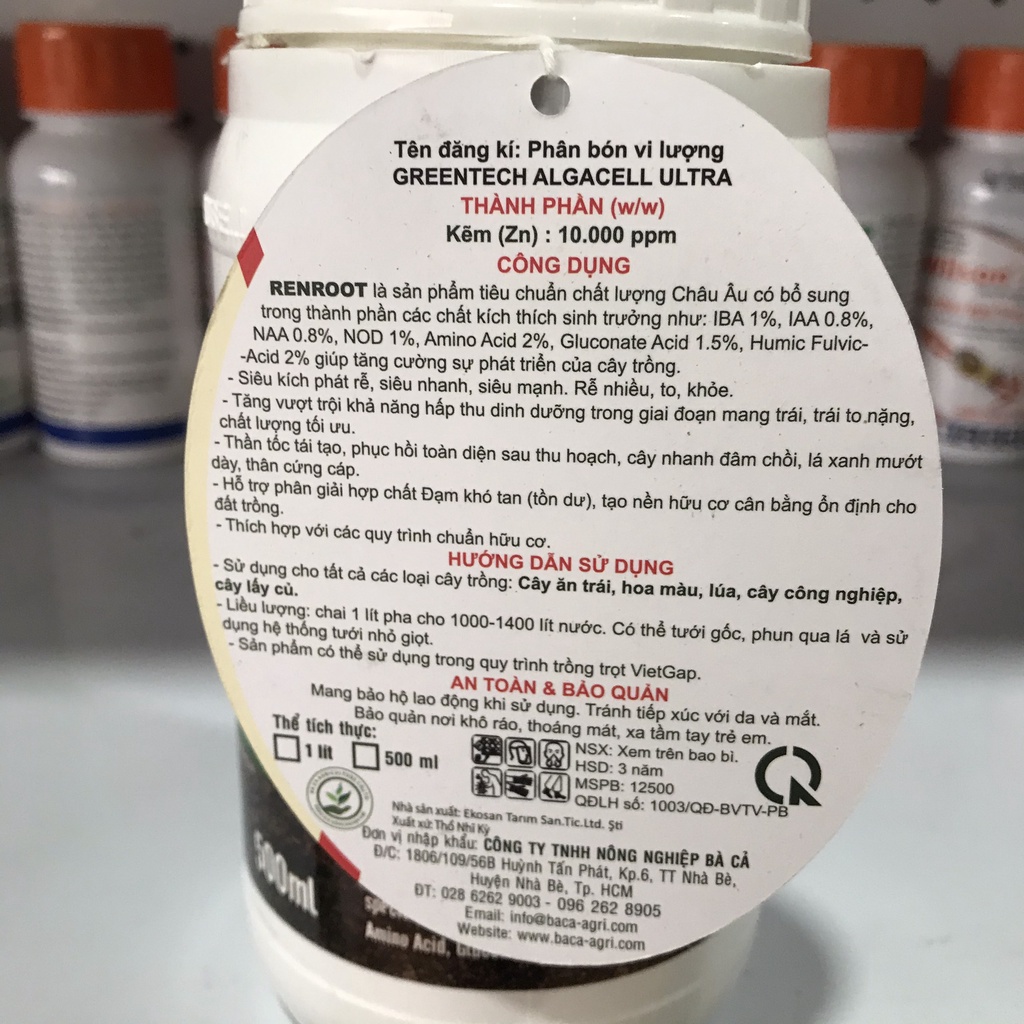 Tên đăng kí: Phân bón vi lượng
GREENTECH ALGACELL ULTRA
THÀNH PHẦN (w/w)
Kẽm (Zn) : 10.000 ppm
CÔNG DỤNG
RENROOT là sản phẩm tiêu chuẩn chất lượng Châu Âu có bổ sung
trong thành phần các chất kích thích sinh trưởng như: IBA 1%, IAA 0.8%,
NAA 0.8%, NOD 1%, Amino Acid 2%, Gluconate Acid 1.5%, Humic Fulvic-
-Acid 2% giúp tăng cường sự phát triển của cây trồng.
- Siêu kích phát rễ, siêu nhanh, siêu mạnh. Rễ nhiều, to, khỏe.
- Tăng vượt trội khả năng hấp thu dinh dưỡng trong giai đoạn mang trái, trái to,nặng,
chất lượng tối ưu.
- Thần tốc tái tạo, phục hồi toàn diện sau thu hoạch, cây nhanh đâm chồi, lá xanh mướt
dày, thân cứng cáp.
- Hỗ trợ phân giải hợp chất Đạm khó tan (tồn dư), tạo nền hữu cơ cân bằng ổn định cho
đất trồng.
- Thích hợp với các quy trình chuẩn hữu cơ.
HƯỚNG DẪN SỬ DỤNG
- Sử dụng cho tất cả các loại cây trồng: Cây ăn trái, hoa màu, lúa, cây công nghiệp,
cây lấy củ.
- Liều lượng: chai 1 lít pha cho 1000-1400 lít nước. Có thể tưới gốc, phun qua lá và sử
dụng hệ thống tưới nhỏ giọt.
- Sản phẩm có thể sử dụng trong quy trình trồng trọt VietGap.
AN TOÀN & BẢO QUẢN
Mang bảo hộ lao động khi sử dụng. Tránh tiếp xúc với da và mắt.
Bảo quản nơi khô ráo, thoáng mát, xa tầm tay trẻ em.
Thể tích thực:
1 lít 500 ml
NSX: Xem trên bao bì.
HSD: 3 năm
MSPB: 12500
QĐLH số: 1003/QĐ-BVTV-PB
Nhà sản xuất: Ekosan Tarım San.Tic.Ltd. Şti
Xuất xứ: Thổ Nhĩ Kỳ
Đơn vị nhập khẩu: CÔNG TY TNHH NÔNG NGHIỆP BÀ CẢ
Đ/C: 1806/109/56B Huỳnh Tấn Phát, Kp.6, TT Nhà Bè,
Huyện Nhà Bè, Tp. HCM
ĐT: 028 6262 9003 - 096 262 8905
Email: info@baca-agri.com
Website: www.baca-agri.com
500ml
Amino Acid,